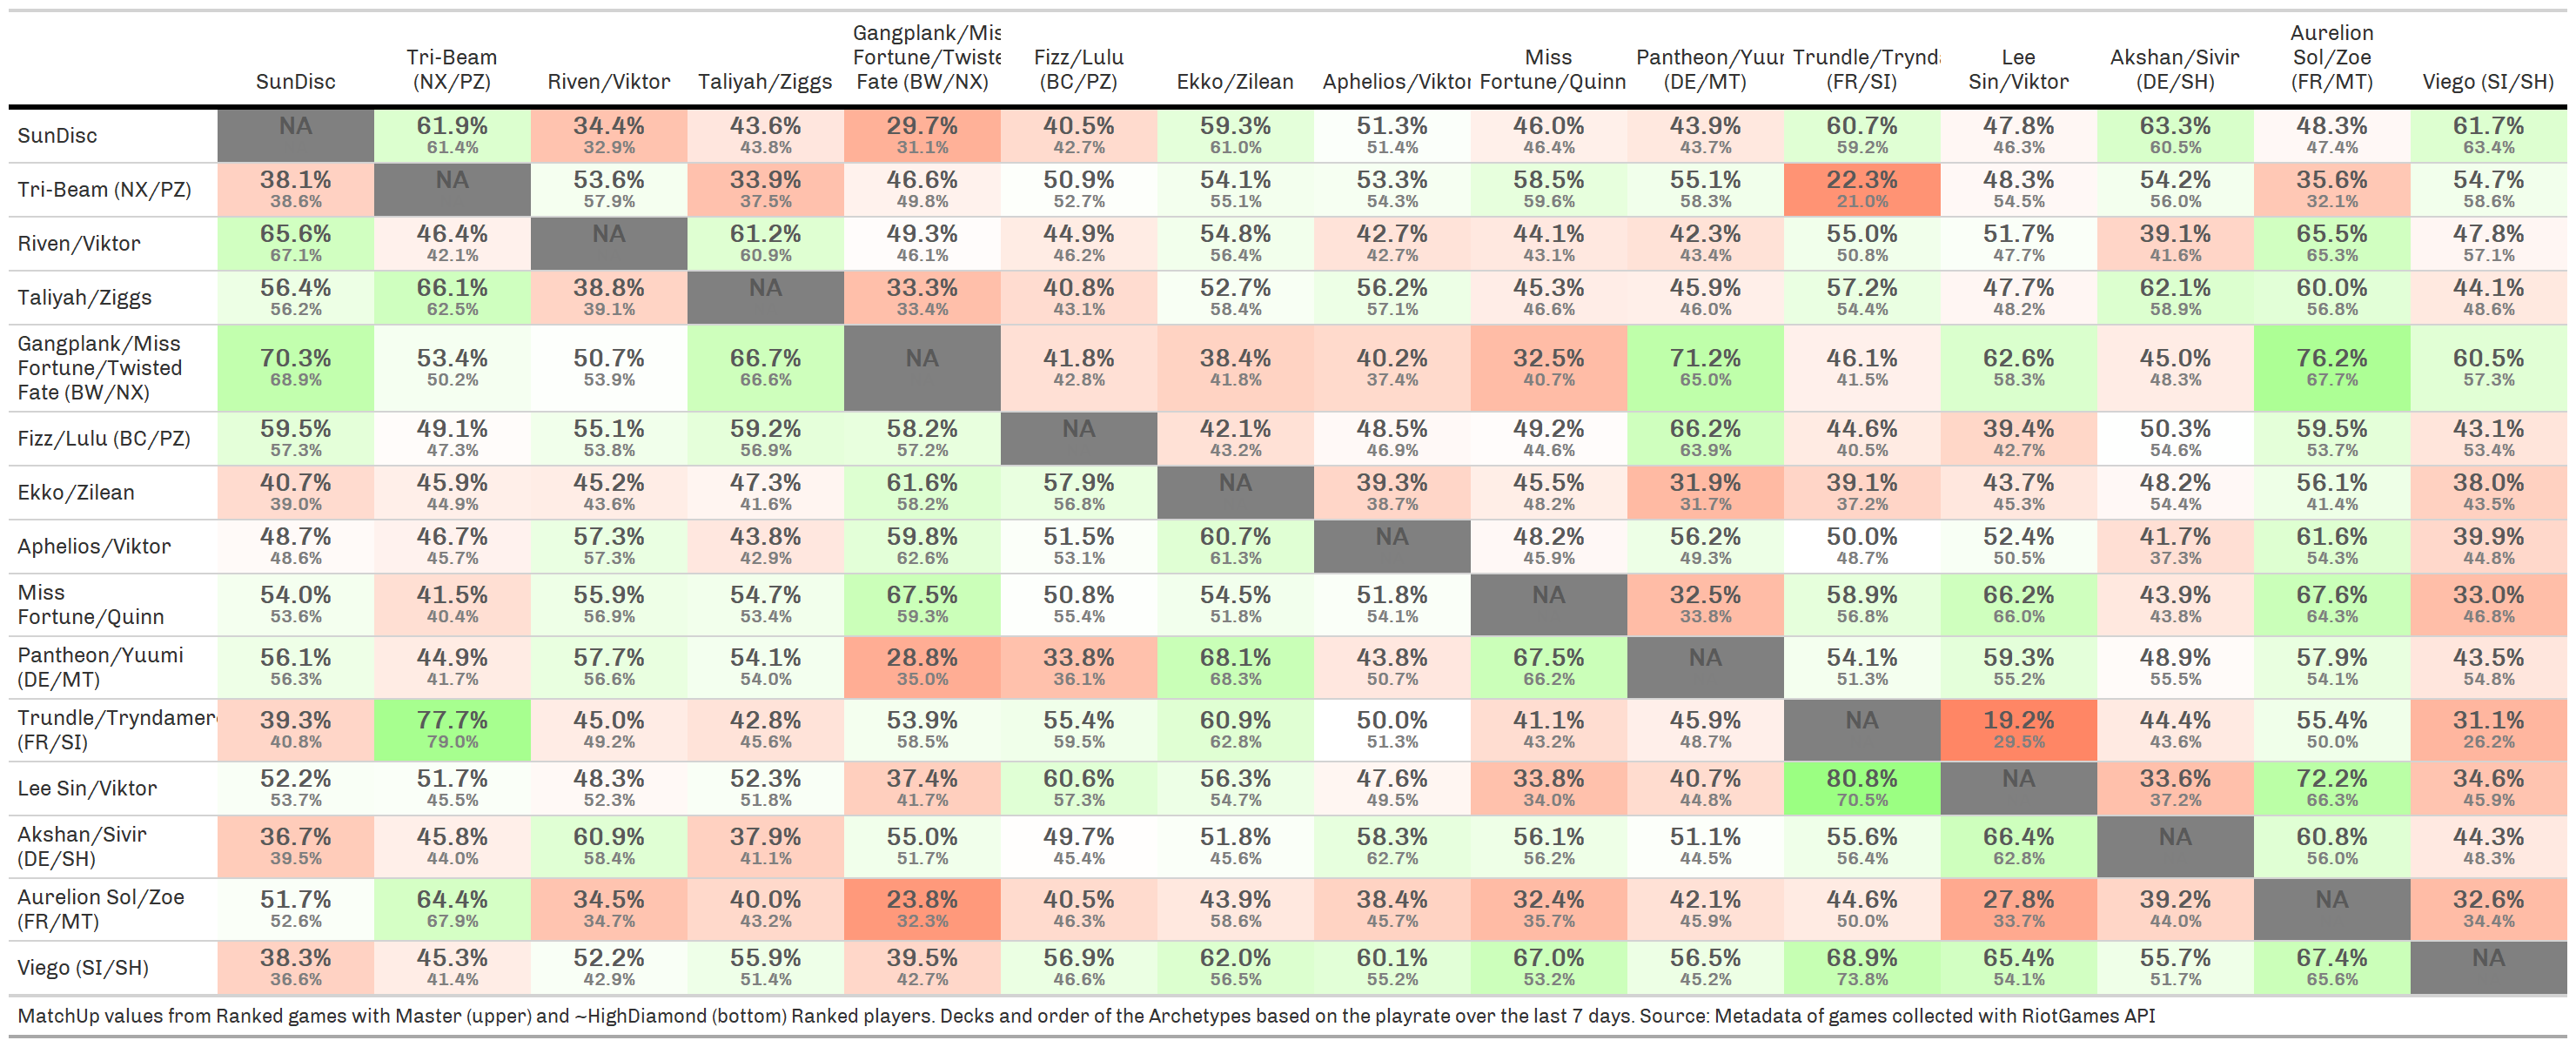 Gangplank/Mis
Aurelion
Tri-Beam
Fortune/Twiste
Fizz/Lulu
Miss
Pantheon/Yuur
Trundle/Trynd
Lee
Akshan/Sivir
Sol/Zoe
SunDisc
(NX/PZ)
Riven/Viktor
Taliyah/Ziggs
Fate (BW/NX)
(BC/PZ)
Ekko/Zilean
Aphelios/Viktor
Fortune/Quinn
(DE/MT)
(FR/SI)
Sin/Viktor
(DE/SH)
(FR/MT)
Viego (SI/SH)
SunDisc
NA 61.9% 34.4% 43.6% 29.7% 40.5% 59.3% 51.3% 46.0% 43.9% 60.7% 47.8% 63.3% 48.3% 61.7%
61.4% 32.9% 43.8% 31.1% 42.7% 61.0% 51.4% 46.4% 43.7% 59.2% 46.3% 60.5% 47.4% 63.4%
Tri-Beam (NX/PZ)
38.1% NA 53.6% 33.9% 46.6% 50.9% 54.1% 53.3% 58.5% 55.1% 22.3% 48.3% 54.2% 35.6% 54.7%
38.6% 57.9% 37.5% 49.8% 52.7% 55.1% 54.3% 59.6% 58.3% 21.0% 54.5% 56.0% 32.1% 58.6%
Riven/Viktor
65.6% 46.4% NA 61.2% 49.3% 44.9% 54.8% 42.7% 44.1% 42.3% 55.0% 51.7% 39.1% 65.5% 47.8%
67.1% 42.1% 60.9% 46.1% 46.2% 56.4% 42.7% 43.1% 43.4% 50.8% 47.7% 41.6% 65.3% 57.1%
Taliyah/Ziggs
56.4% 66.1% 38.8% NA 33.3% 40.8% 52.7% 56.2% 45.3% 45.9% 57.2% 47.7% 62.1% 60.0% 44.1%
56.2% 62.5% 39.1% 33.4% 43.1% 58.4% 57.1% 46.6% 46.0% 54.4% 48.2% 58.9% 56.8% 48.6%
Gangplank/Miss
Fortune/Twisted
Fate (BW/NX)
70.3% 53.4% 50.7% 66.7% NA 41.8% 38.4% 40.2% 32.5% 71.2% 46.1% 62.6% 45.0% 76.2% 60.5%
68.9% 50.2% 53.9% 66.6% 42.8% 41.8% 37.4% 40.7% 65.0% 41.5% 58.3% 48.3% 67.7% 57.3%
Fizz/Lulu (BC/PZ)
59.5% 49.1% 55.1% 59.2% 58.2% NA 42.1% 48.5% 49.2% 66.2% 44.6% 39.4% 50.3% 59.5% 43.1%
57.3% 47.3% 53.8% 56.9% 57.2% 43.2% 46.9% 44.6% 63.9% 40.5% 42.7% 54.6% 53.7% 53.4%
Ekko/Zilean
40.7% 45.9% 45.2% 47.3% 61.6% 57.9% NA 39.3% 45.5% 31.9% 39.1% 43.7% 48.2% 56.1% 38.0%
39.0% 44.9% 43.6% 41.6% 58.2% 56.8% 38.7% 48.2% 31.7% 37.2% 45.3% 54.4% 41.4% 43.5%
Aphelios/Viktor
48.7% 46.7% 57.3% 43.8% 59.8% 51.5% 60.7% NA 48.2% 56.2% 50.0% 52.4% 41.7% 61.6% 39.9%
48.6% 45.7% 57.3% 42.9% 62.6% 53.1% 61.3% 45.9% 49.3% 48.7% 50.5% 37.3% 54.3% 44.8%
Miss
Fortune/Quinn
54.0% 41.5% 55.9% 54.7% 67.5% 50.8% 54.5% 51.8% NA 32.5% 58.9% 66.2% 43.9% 67.6% 33.0%
53.6% 40.4% 56.9% 53.4% 59.3% 55.4% 51.8% 54.1% 33.8% 56.8% 66.0% 43.8% 64.3% 46.8%
Pantheon/Yuumi
(DE/MT)
56.1% 44.9% 57.7% 54.1% 28.8% 33.8% 68.1% 43.8% 67.5% NA 54.1% 59.3% 48.9% 57.9% 43.5%
56.3% 41.7% 56.6% 54.0% 35.0% 36.1% 68.3% 50.7% 66.2% 51.3% 55.2% 55.5% 54.1% 54.8%
Trundle/Tryndamer
(FR/SI)
39.3% 77.7% 45.0% 42.8% 53.9% 55.4% 60.9% 50.0% 41.1% 45.9% NA 19.2% 44.4% 55.4% 31.1%
40.8% 79.0% 49.2% 45.6% 58.5% 59.5% 62.8% 51.3% 43.2% 48.7% 29.5% 43.6% 50.0% 26.2%
Lee Sin/Viktor
52.2% 51.7% 48.3% 52.3% 37.4% 60.6% 56.3% 47.6% 33.8% 40.7% 80.8% NA 33.6% 72.2% 34.6%
53.7% 45.5% 52.3% 51.8% 41.7% 57.3% 54.7% 49.5% 34.0% 44.8% 70.5% 37.2% 66.3% 45.9%
Akshan/Sivir
(DE/SH)
36.7% 45.8% 60.9% 37.9% 55.0% 49.7% 51.8% 58.3% 56.1% 51.1% 55.6% 66.4% NA 60.8% 44.3%
39.5% 44.0% 58.4% 41.1% 51.7% 45.4% 45.6% 62.7% 56.2% 44.5% 56.4% 62.8% 56.0% 48.3%
Aurelion Sol/Zoe
(FR/MT)
51.7% 64.4% 34.5% 40.0% 23.8% 40.5% 43.9% 38.4% 32.4% 42.1% 44.6% 27.8% 39.2% NA 32.6%
52.6% 67.9% 34.7% 43.2% 32.3% 46.3% 58.6% 45.7% 35.7% 45.9% 50.0% 33.7% 44.0% 34.4%
Viego (SI/SH)
38.3% 45.3% 52.2% 55.9% 39.5% 56.9% 62.0% 60.1% 67.0% 56.5% 68.9% 65.4% 55.7% 67.4% NA
36.6% 41.4% 42.9% 51.4% 42.7% 46.6% 56.5% 55.2% 53.2% 45.2% 73.8% 54.1% 51.7% 65.6%
MatchUp values from Ranked games with Master (upper) and ~HighDiamond (bottom) Ranked players. Decks and order of the Archetypes based on the playrate over the last 7 days. Source: Metadata of games collected with RiotGames API